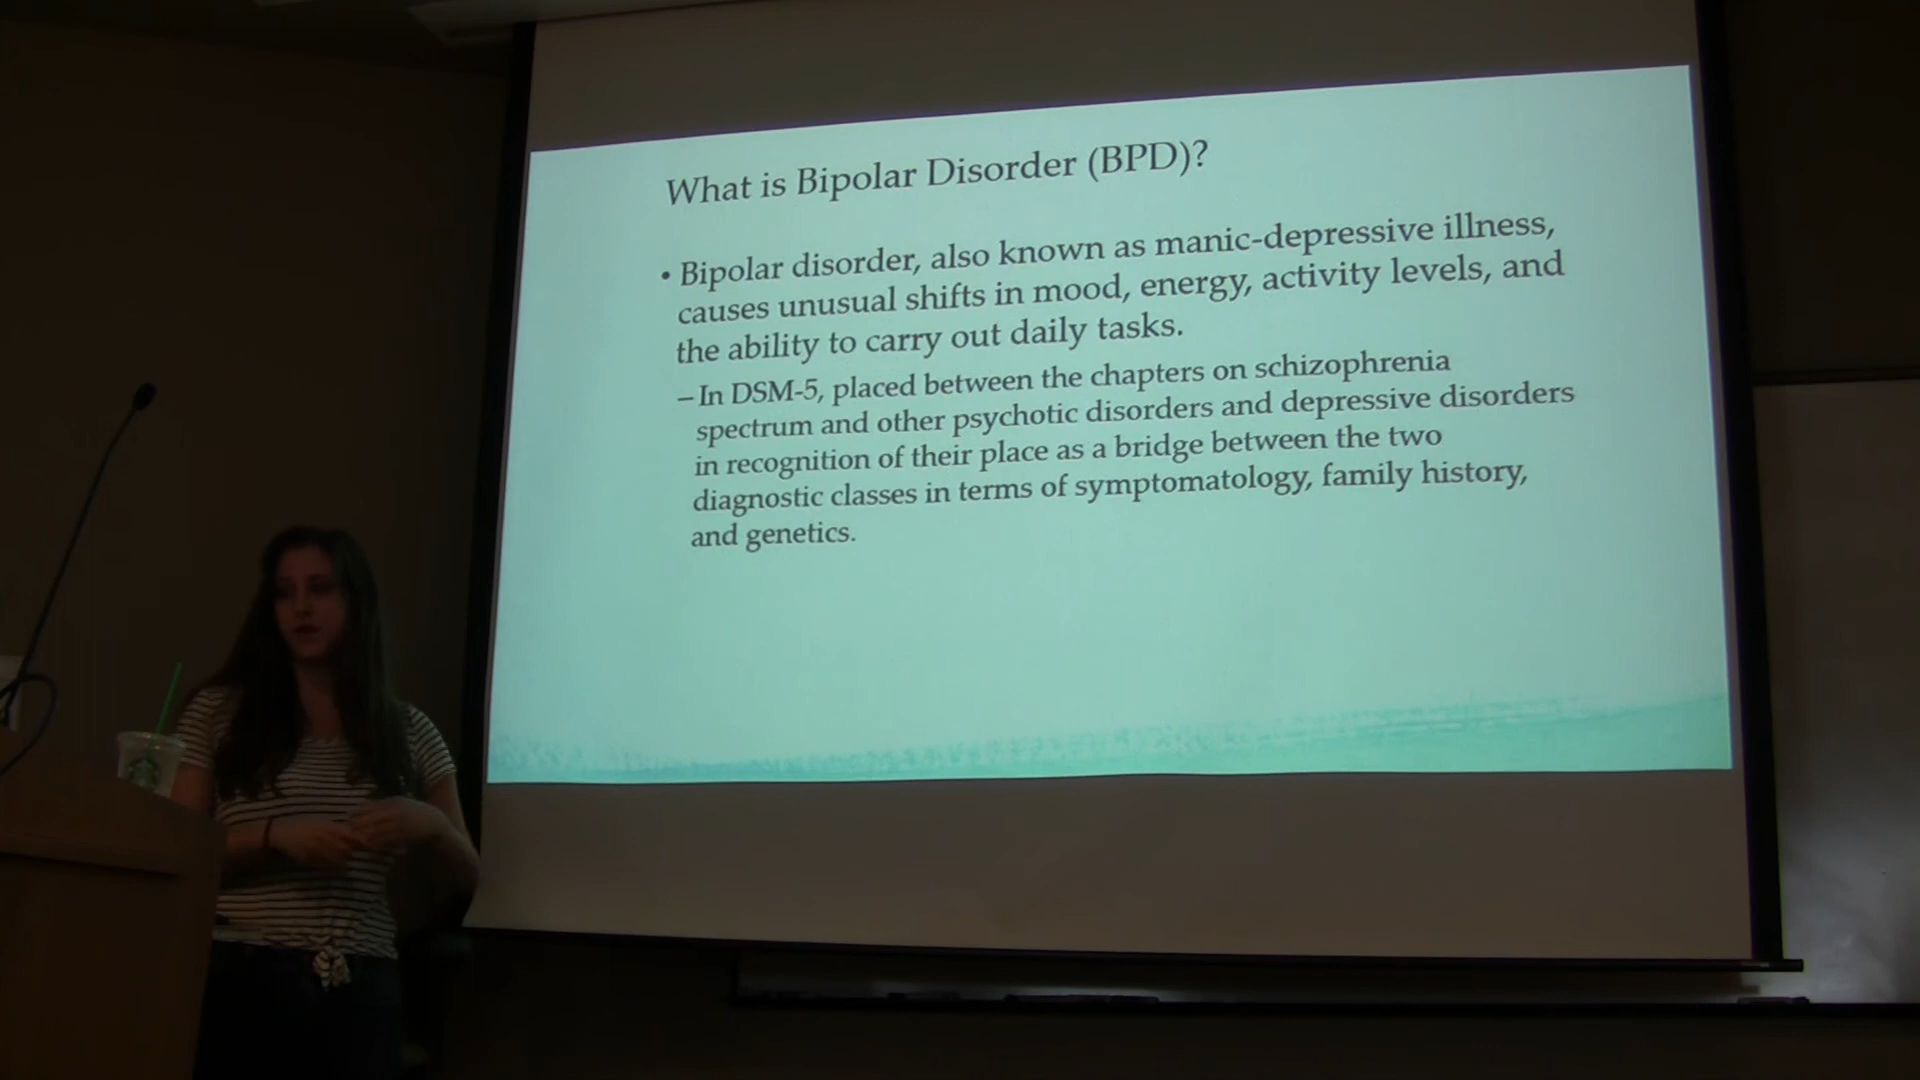 What is Bipolar Disorder (BPD)?
• Bipolar disorder, also known as manic-depressive illness,
causes unusual shifts in mood, energy, activity levels, and
the ability to carry out daily tasks.
– In DSM-5, placed between the chapters on schizophrenia
spectrum and other psychotic disorders and depressive disorders
in recognition of their place as a bridge between the two
diagnostic classes in terms of symptomatology, family history,
and genetics.